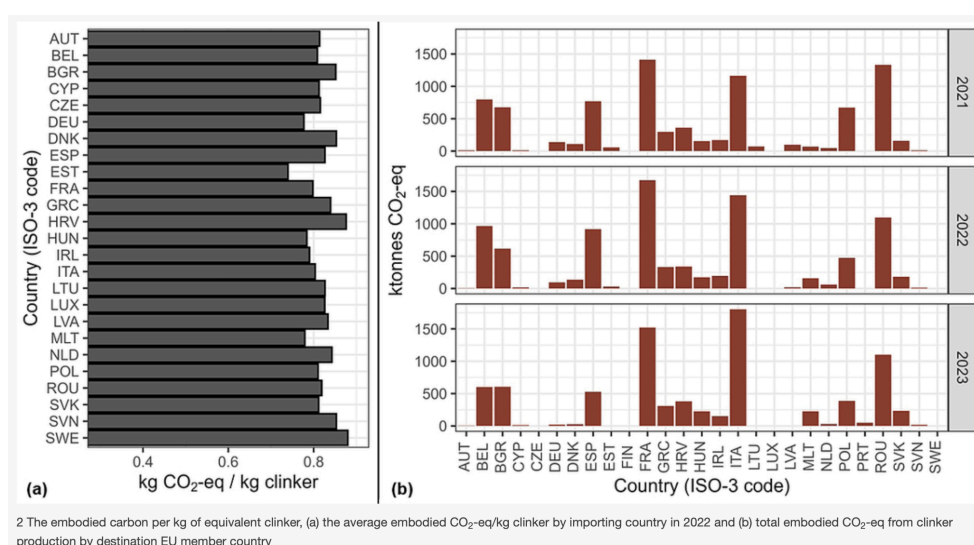 Country (ISO-3 code)
AUT
BEL
BGR
CYP
CZE
DEU
DNK
ESP
EST
FRA
GRC
HRV
HUN
IRL
ITA
LTU
LUX
LVA
MLT
NLD
POL
ROU
SVK
SVN
SWE
0.4 0.6 0.8
kg CO₂-eq / kg clinker
(a)
ktonnes CO₂-eq
1500
1000
500
0
2021
1500
1000
500
0
2022
1500
1000
500
0
2023
AUT BEL BGR CYP CZE DEU DNK ESP EST FIN FRA GRC HRV HUN IRL ITA LTU LUX LVA MLT NLD POL PRT ROU SVK SVN SWE
Country (ISO-3 code)
(b)
2 The embodied carbon per kg of equivalent clinker, (a) the average embodied CO₂-eq/kg clinker by importing country in 2022 and (b) total embodied CO₂-eq from clinker
production by destination EU member country